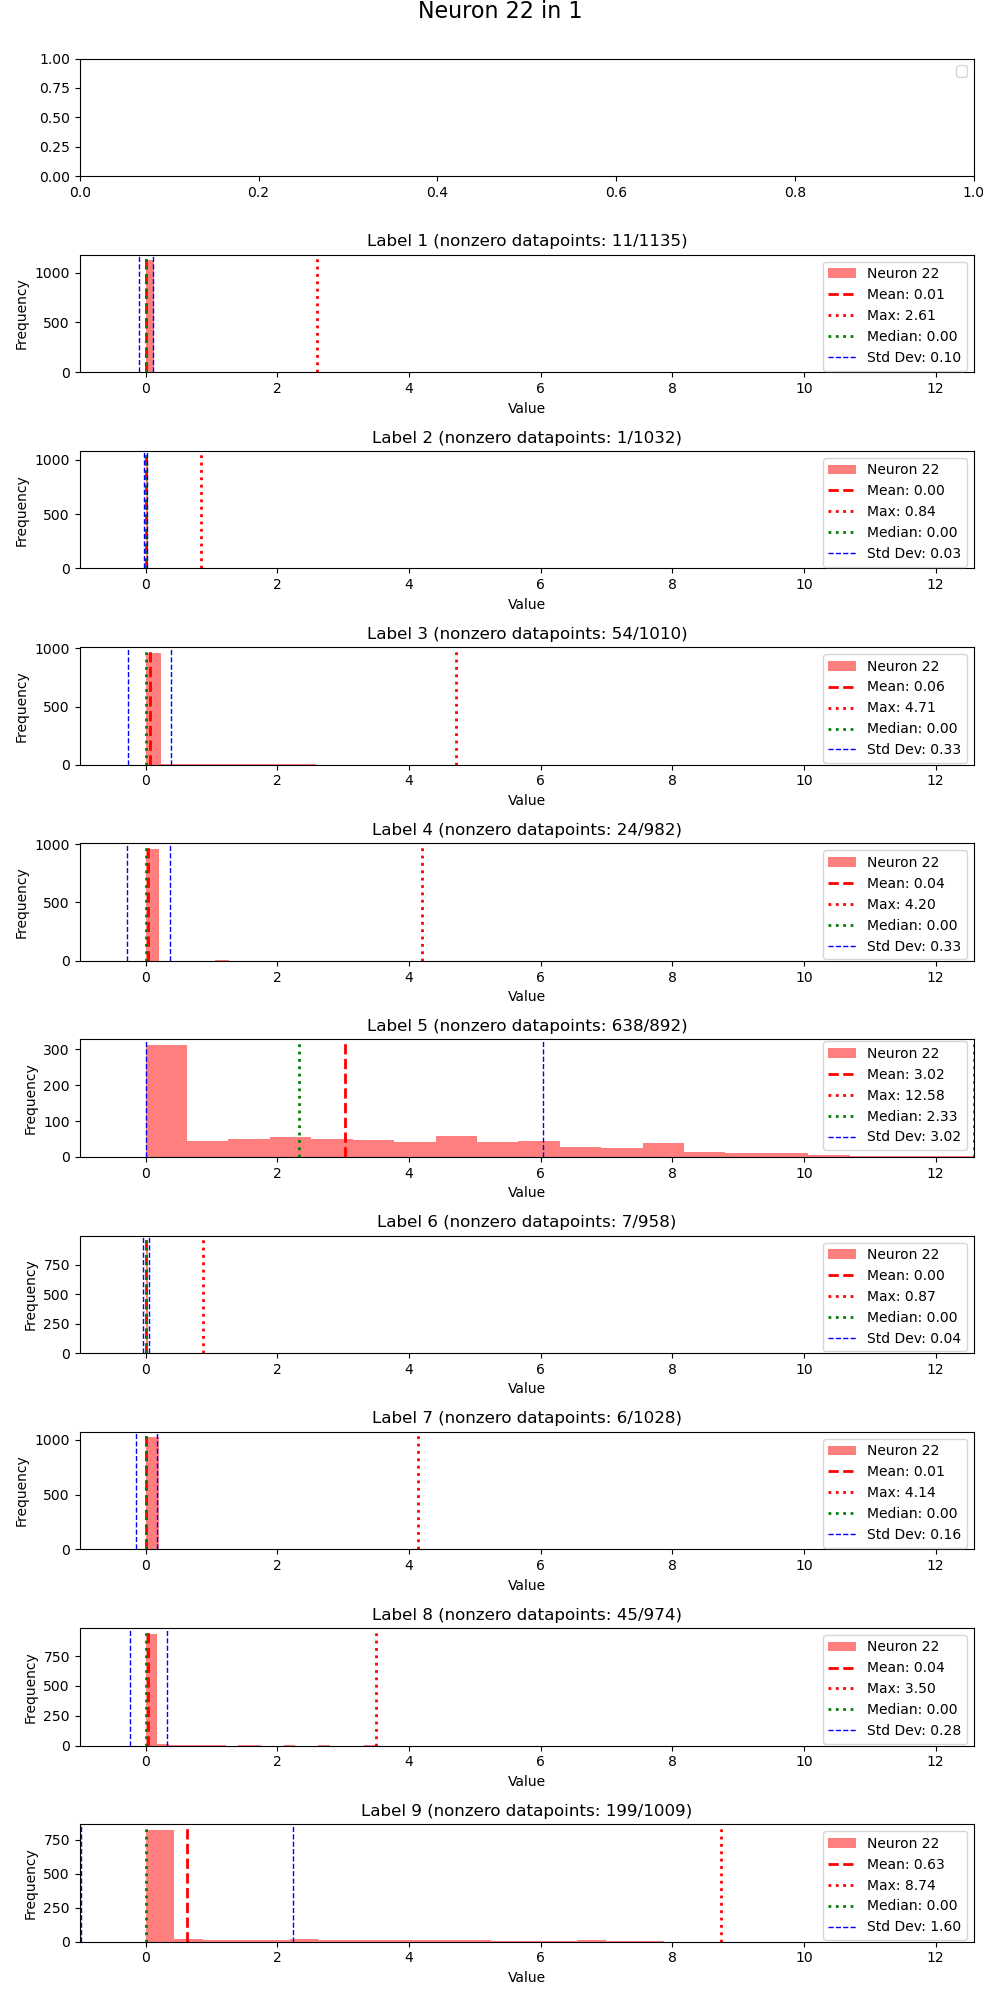 Neuron 22 in 1
1.00
0.75
0.50
0.25
0.00
0.0 0.2 0.4 0.6 0.8 1.0
Label 1 (nonzero datapoints: 11/1135)
Frequency
1000
500
0
Neuron 22
Mean: 0.01
Max: 2.61
Median: 0.00
Std Dev: 0.10
0 2 4 6 8 10 12
Value
Label 2 (nonzero datapoints: 1/1032)
Frequency
1000
500
0
Neuron 22
Mean: 0.00
Max: 0.84
Median: 0.00
Std Dev: 0.03
0 2 4 6 8 10 12
Value
Label 3 (nonzero datapoints: 54/1010)
Frequency
1000
500
0
Neuron 22
Mean: 0.06
Max: 4.71
Median: 0.00
Std Dev: 0.33
0 2 4 6 8 10 12
Value
Label 4 (nonzero datapoints: 24/982)
Frequency
1000
500
0
Neuron 22
Mean: 0.04
Max: 4.20
Median: 0.00
Std Dev: 0.33
0 2 4 6 8 10 12
Value
Label 5 (nonzero datapoints: 638/892)
Frequency
300
200
100
0
Neuron 22
Mean: 3.02
Max: 12.58
Median: 2.33
Std Dev: 3.02
0 2 4 6 8 10 12
Value
Label 6 (nonzero datapoints: 7/958)
Frequency
750
500
250
0
Neuron 22
Mean: 0.00
Max: 0.87
Median: 0.00
Std Dev: 0.04
0 2 4 6 8 10 12
Value
Label 7 (nonzero datapoints: 6/1028)
Frequency
1000
500
0
Neuron 22
Mean: 0.01
Max: 4.14
Median: 0.00
Std Dev: 0.16
0 2 4 6 8 10 12
Value
Label 8 (nonzero datapoints: 45/974)
Frequency
750
500
250
0
Neuron 22
Mean: 0.04
Max: 3.50
Median: 0.00
Std Dev: 0.28
0 2 4 6 8 10 12
Value
Label 9 (nonzero datapoints: 199/1009)
Frequency
750
500
250
0
Neuron 22
Mean: 0.63
Max: 8.74
Median: 0.00
Std Dev: 1.60
0 2 4 6 8 10 12
Value